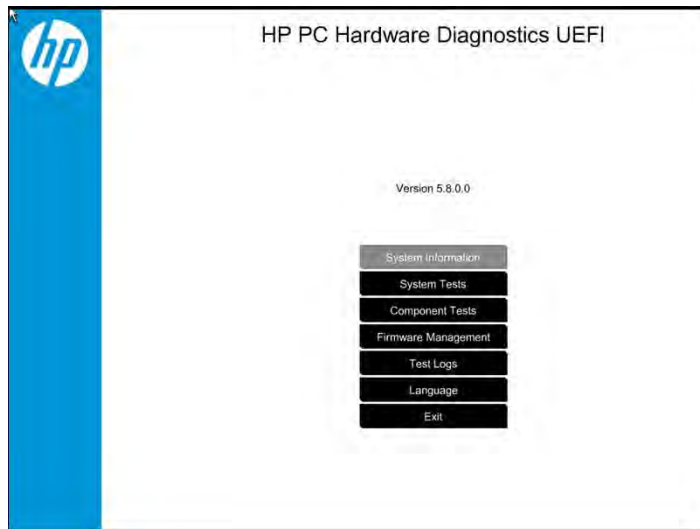 hp
HP PC Hardware Diagnostics UEFI
Version 5.8.0.0
System Information
System Tests
Component Tests
Firmware Management
Test Logs
Language
Exit